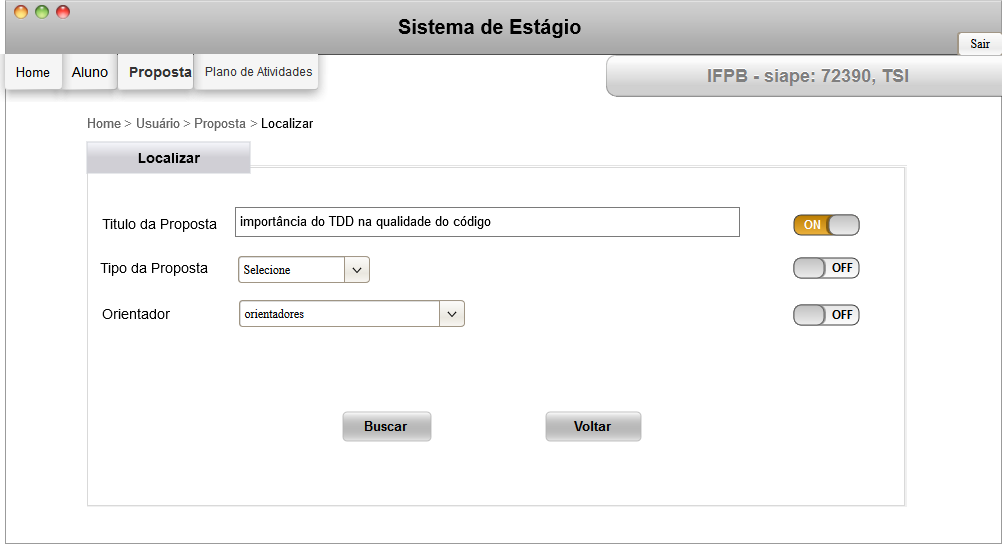 Sistema de Estágio
Sair
Home Aluno Proposta Plano de Atividades
IFPB - siape: 72390, TSI
Home > Usuário > Proposta > Localizar
Localizar
Titulo da Proposta importância do TDD na qualidade do código ON
Tipo da Proposta Selecione OFF
Orientador orientadores OFF
Buscar Voltar